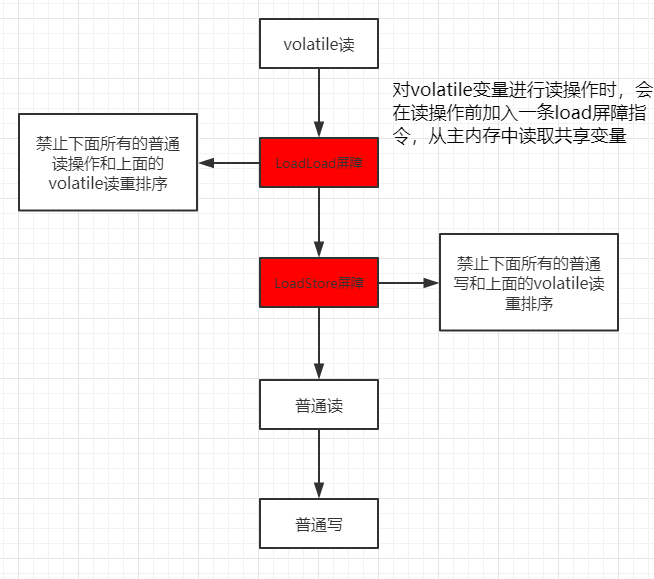 volatile读
对volatile变量进行读操作时，会
在读操作前加入一条load屏障指
令，从主内存中读取共享变量
禁止下面所有的普通
读操作和上面的
volatile读重排序
LoadLoad屏障
LoadStore屏障
禁止下面所有的普通
写和上面的volatile读
重排序
普通读
普通写